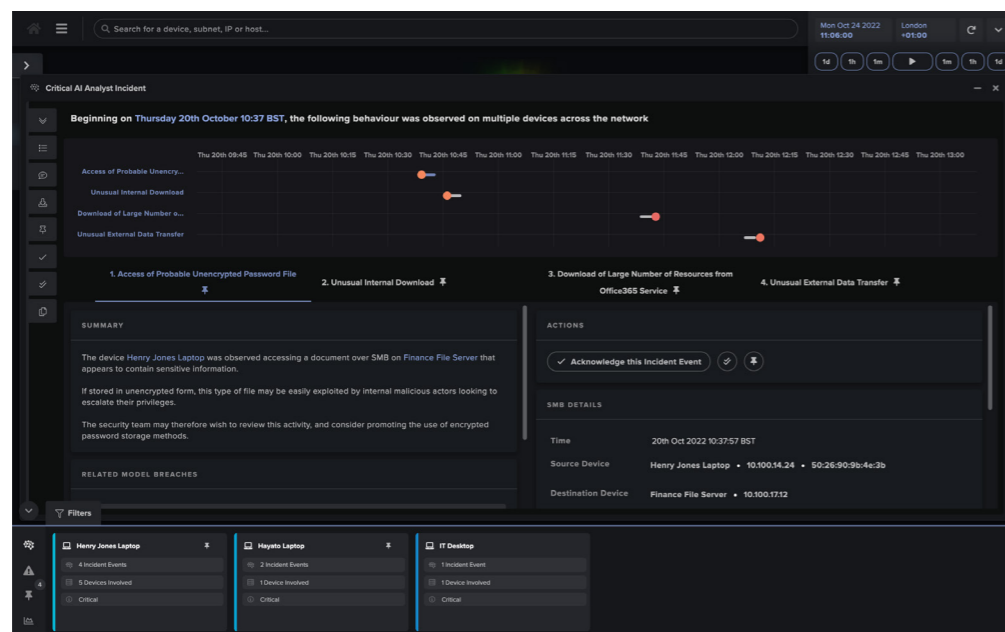 Search for a device, subnet, IP or host...
Mon Oct 24 2022
11:06:00
London
+01:00
1d 1h 1m 1m 1h 1d
Critical AI Analyst Incident
Beginning on Thursday 20th October 10:37 BST, the following behaviour was observed on multiple devices across the network
Thu 20th 09:45 Thu 20th 10:00 Thu 20th 10:15 Thu 20th 10:30 Thu 20th 10:45 Thu 20th 11:00 Thu 20th 11:15 Thu 20th 11:30 Thu 20th 11:45 Thu 20th 12:00 Thu 20th 12:15 Thu 20th 12:30 Thu 20th 12:45 Thu 20th 13:00
Access of Probable Unencry...
Unusual Internal Download
Download of Large Number o...
Unusual External Data Transfer
1. Access of Probable Unencrypted Password File
2. Unusual Internal Download
3. Download of Large Number of Resources from
Office365 Service
4. Unusual External Data Transfer
SUMMARY
The device Henry Jones Laptop was observed accessing a document over SMB on Finance File Server that
appears to contain sensitive information.
If stored in unencrypted form, this type of file may be easily exploited by internal malicious actors looking to
escalate their privileges.
The security team may therefore wish to review this activity, and consider promoting the use of encrypted
password storage methods.
RELATED MODEL BREACHES
ACTIONS
Acknowledge this Incident Event
SMB DETAILS
Time 20th Oct 2022 10:37:57 BST
Source Device Henry Jones Laptop • 10.100.14.24 • 50:26:90:9b:4e:3b
Destination Device Finance File Server • 10.100.17.12
Filters
4
Henry Jones Laptop
4 Incident Events
5 Devices Involved
Critical
Hayato Laptop
2 Incident Events
1 Device Involved
Critical
IT Desktop
1 Incident Event
1 Device Involved
Critical